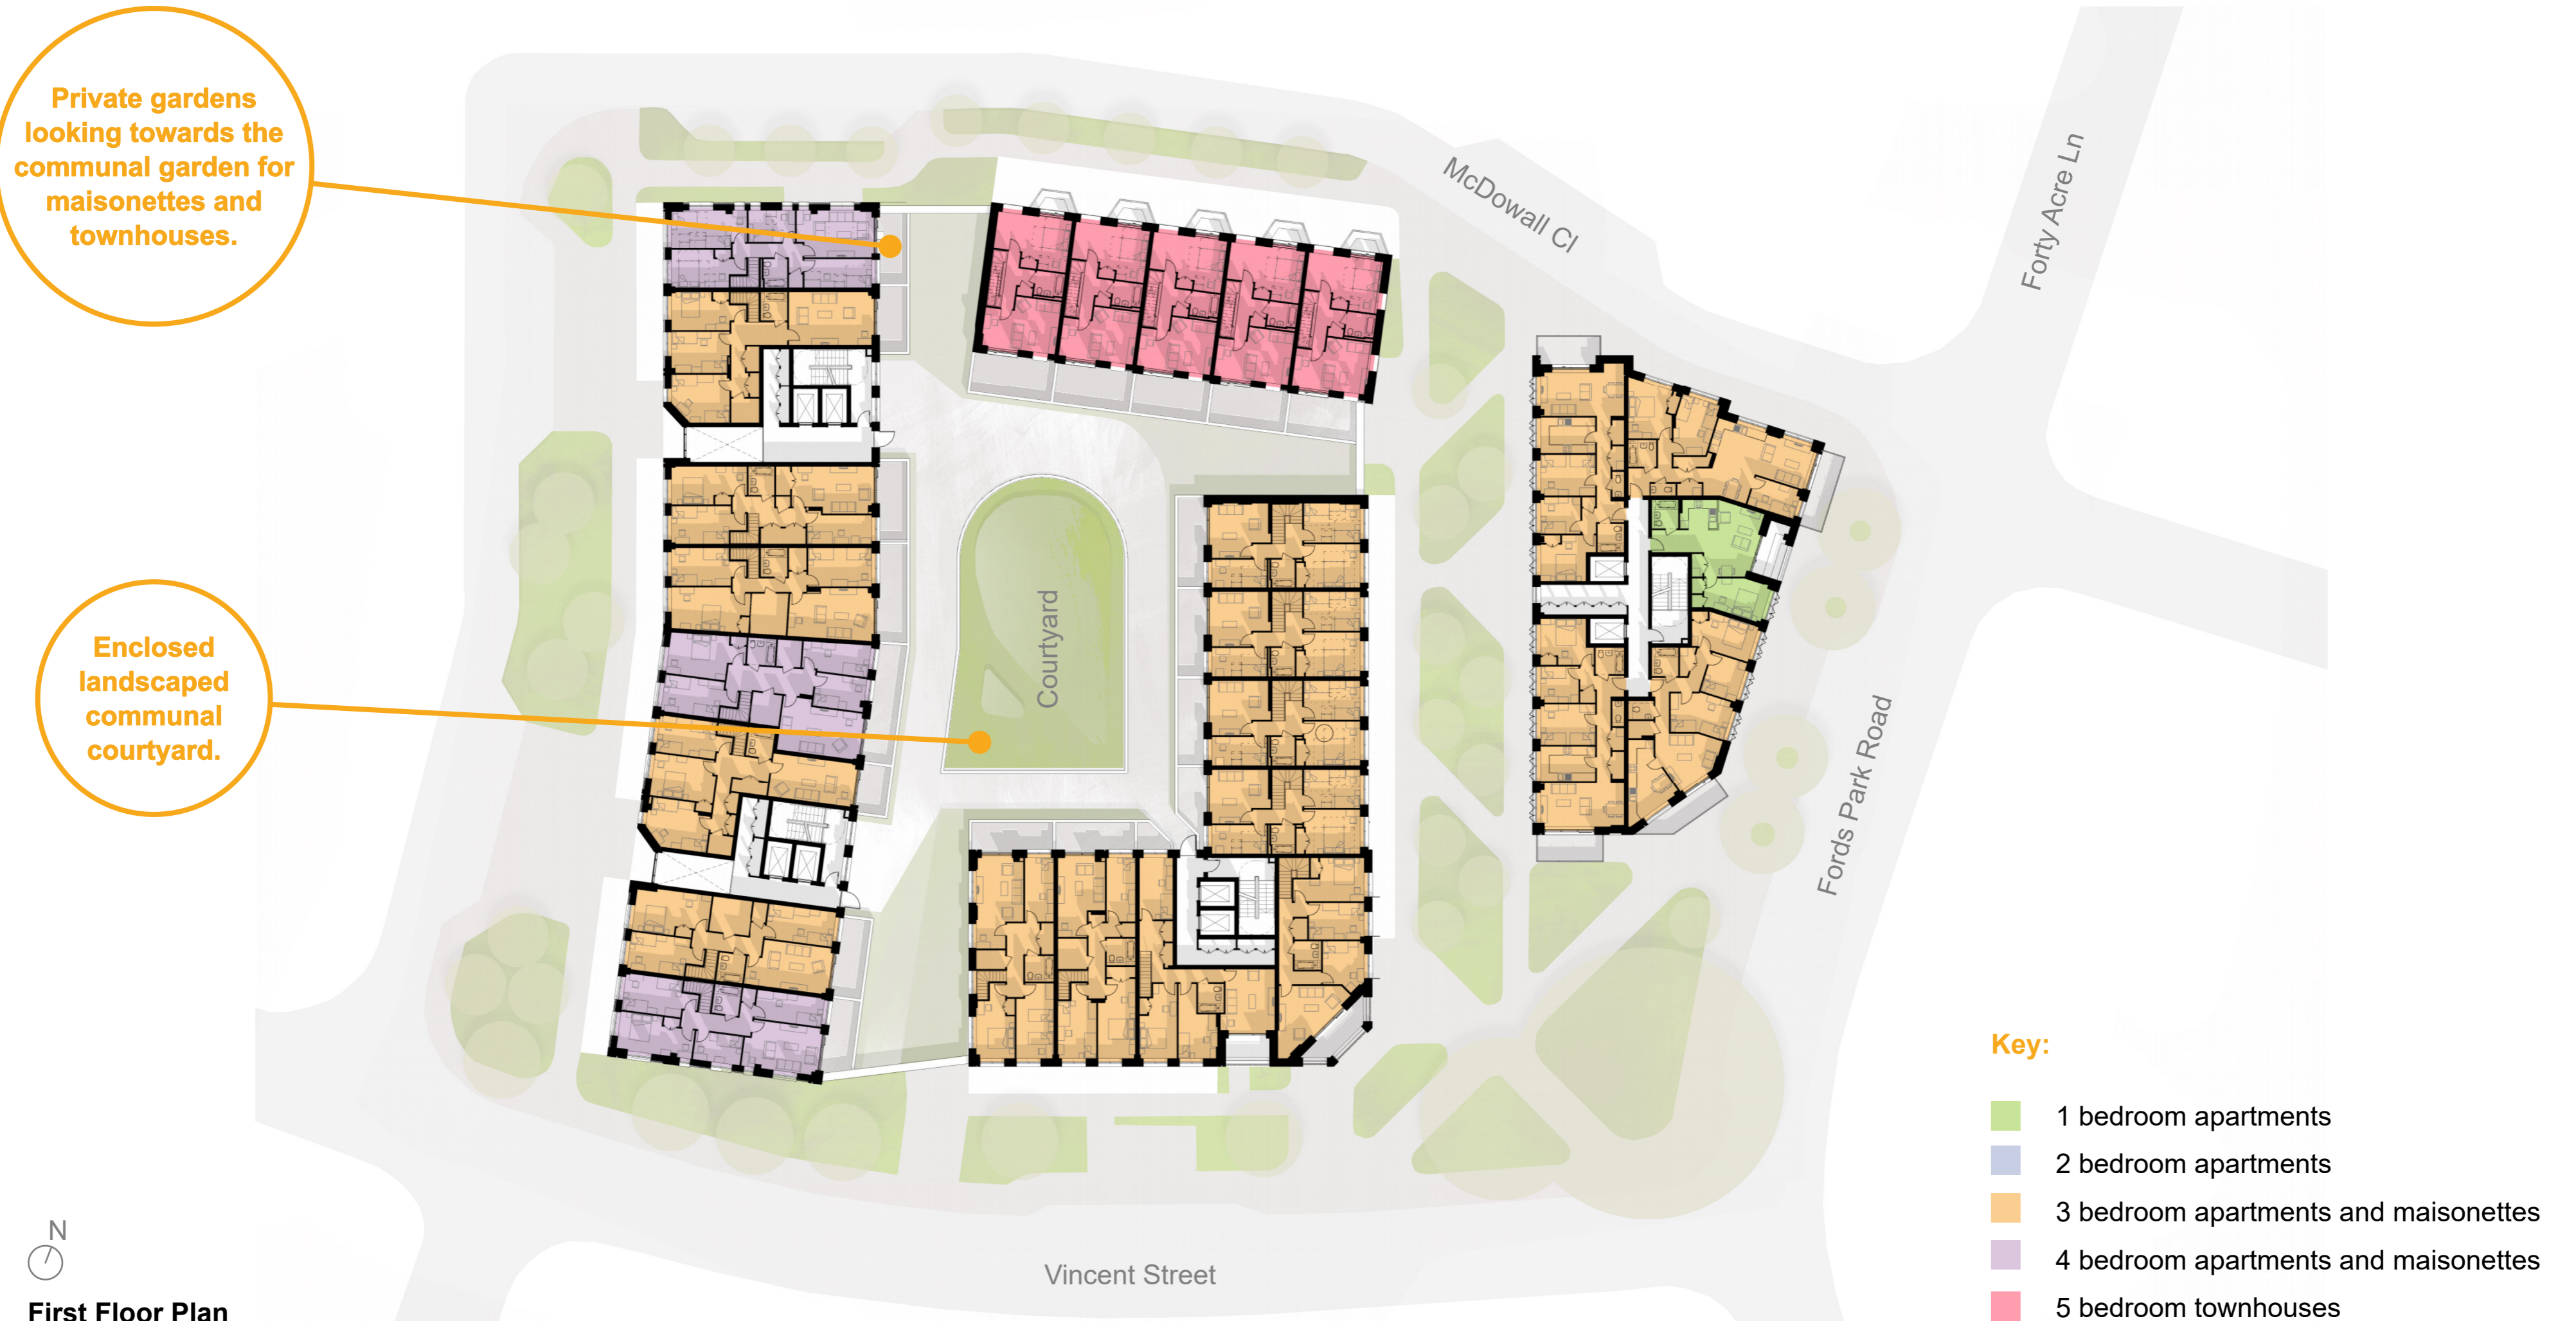 Private gardens
looking towards the
communal garden for
maisonettes and
townhouses.
McDowall Cl
Forty Acre Ln
Enclosed
landscaped
communal
courtyard.
Courtyard
Fords Park Road
Vincent Street
N
First Floor Plan
Key:
1 bedroom apartments
2 bedroom apartments
3 bedroom apartments and maisonettes
4 bedroom apartments and maisonettes
5 bedroom townhouses